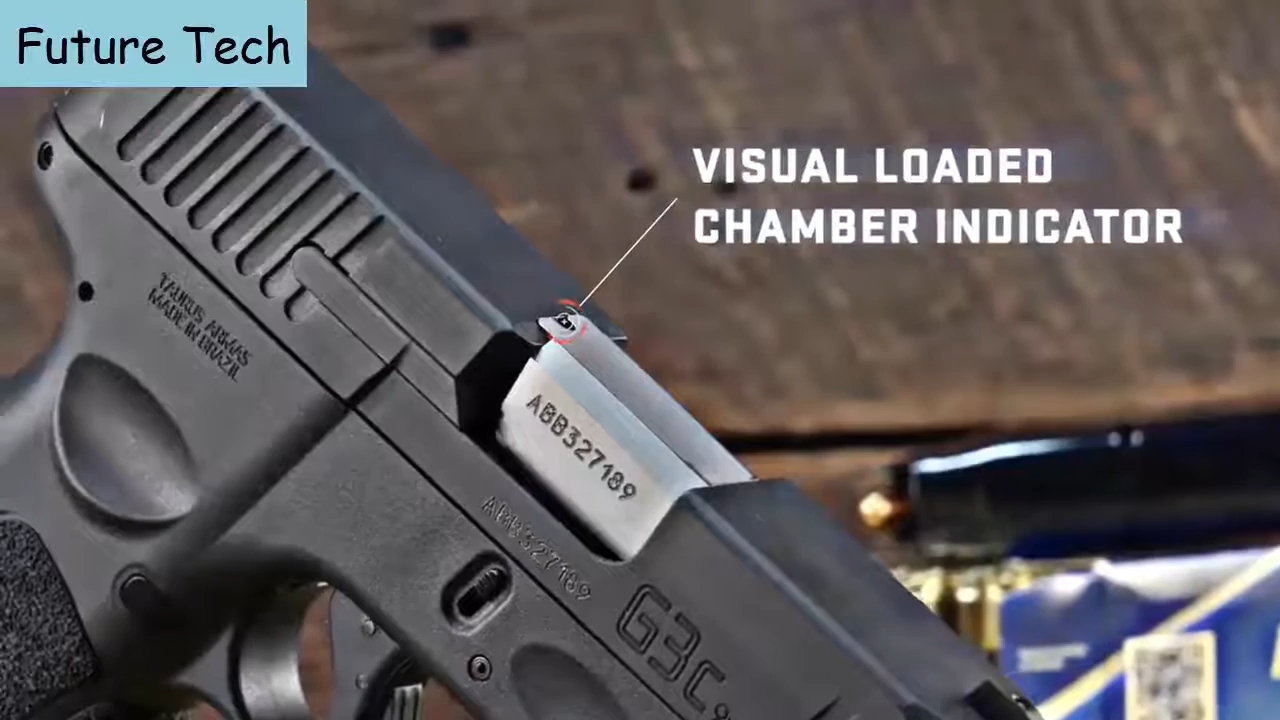 Future Tech
VISUAL LOADED
CHAMBER INDICATOR
TAURUS ARMAS
MADE IN BRAZIL
ABB327189
ABB327189
G3C